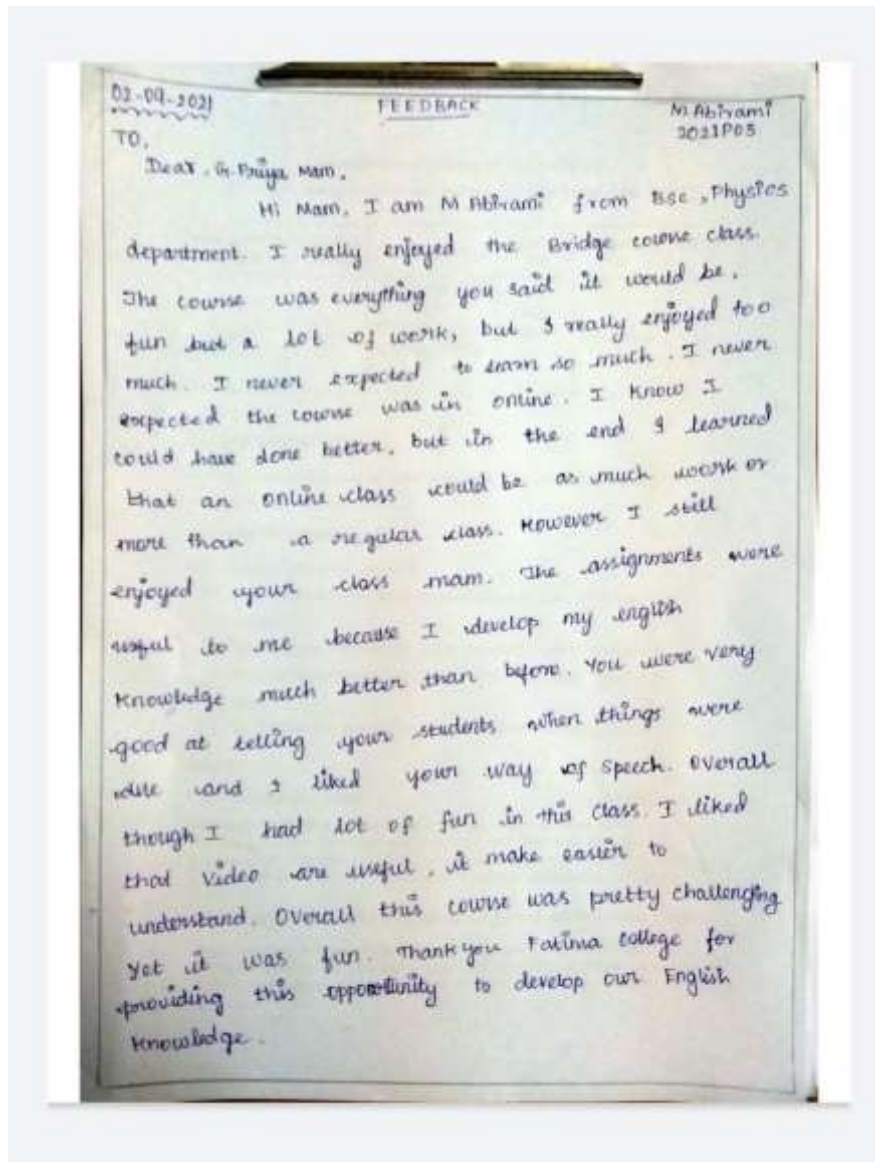 02-09-2021
FEEDBACK
M Abirami
2021P05
TO,
Dear. G. Priya Mam,
Hi Mam, I am M Abirami from BSC, Physics
department. I really enjoyed the Bridge course class.
The course was everything you said it would be,
fun but a lot of work, but I really enjoyed too
much. I never expected to learn so much. I never
expected the course was in online. I know I
could have done better, but in the end I learned
that an online class could be as much work or
more than a regular class. However I still
enjoyed your class mam. The assignments were
useful to me because I develop my english
knowledge much better than before. You were very
good at telling your students when things were
due and I liked your way of speech. Overall
though I had lot of fun in this class. I liked
that video are useful, it make easier to
understand. Overall this course was pretty challenging
Yet it was fun. Thank you Fatima college for
providing this opportunity to develop our English
knowledge.